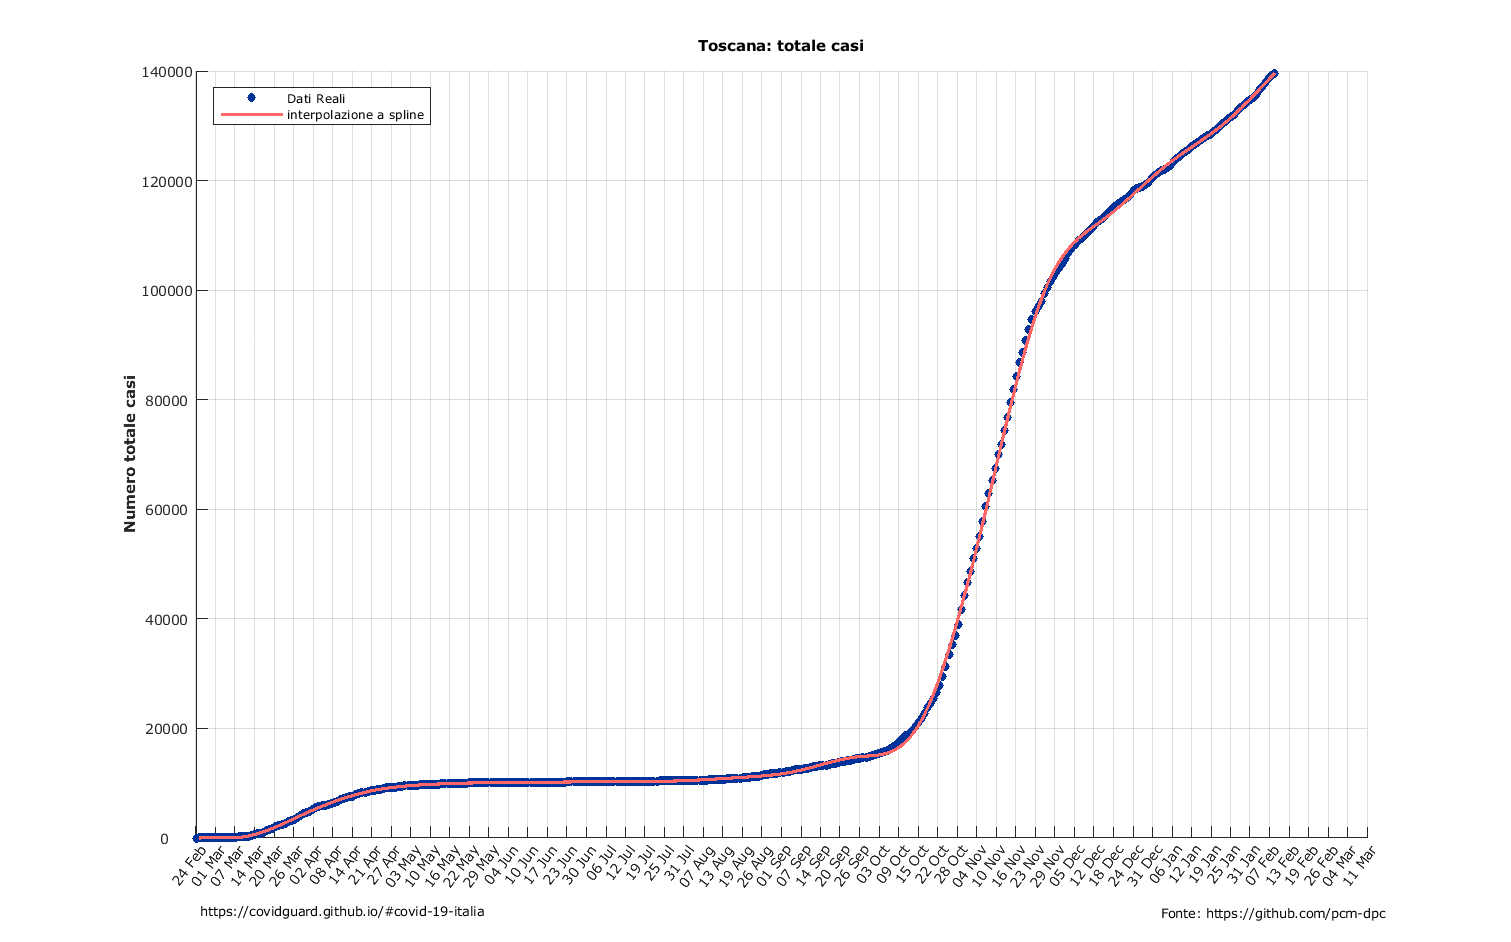 Toscana: totale casi
Dati Reali
interpolazione a spline
Numero totale casi
140000
120000
100000
80000
60000
40000
20000
0
24 Feb
01 Mar
07 Mar
14 Mar
20 Mar
26 Mar
02 Apr
08 Apr
14 Apr
21 Apr
27 Apr
03 May
10 May
16 May
22 May
29 May
04 Jun
10 Jun
17 Jun
23 Jun
30 Jun
06 Jul
12 Jul
19 Jul
25 Jul
31 Jul
07 Aug
13 Aug
19 Aug
26 Aug
01 Sep
07 Sep
14 Sep
20 Sep
26 Sep
03 Oct
09 Oct
15 Oct
22 Oct
28 Oct
04 Nov
10 Nov
16 Nov
23 Nov
29 Dec
05 Dec
12 Dec
18 Dec
24 Dec
31 Dec
06 Jan
12 Jan
19 Jan
25 Jan
31 Jan
07 Feb
13 Feb
19 Feb
26 Feb
04 Mar
11 Mar
https://covidguard.github.io/#covid-19-italia
Fonte: https://github.com/pcm-dpc